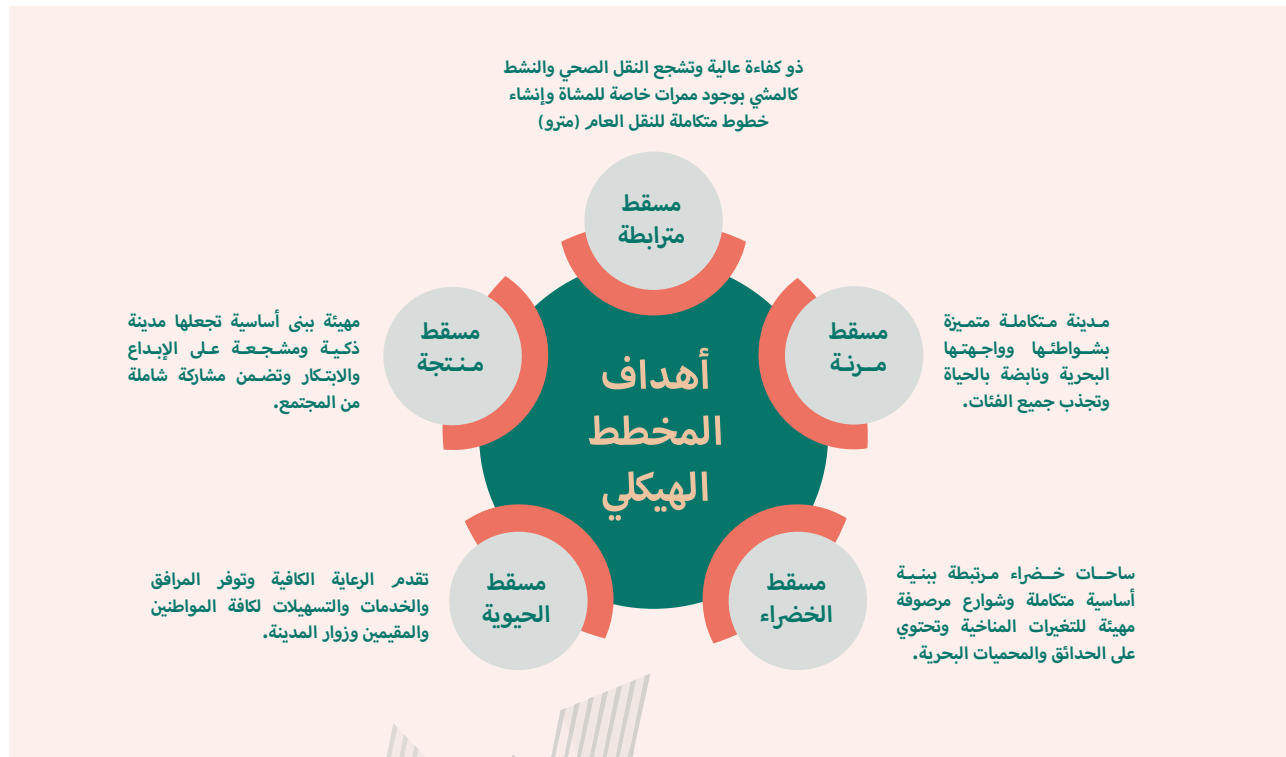 ذو كفاءة عالية وتشجع النقل الصحي والنشط
كالمشي بوجود ممرات خاصة للمشاة وإنشاء
خطوط متكاملة للنقل العام (مترو)
مسقط
مترابطة
مسقط
مرنة
مدينة متكاملة متميزة
بشواطئها وواجهتها
البحرية ونابضة بالحياة
وتجذب جميع الفئات.
مسقط
منتجة
مهيئة ببنى أساسية تجعلها مدينة
ذكية ومشجعة على الإبداع
والابتكار وتضمن مشاركة شاملة
من المجتمع.
أهداف
المخطط
الهيكلي
مسقط
الخضراء
ساحات خضراء مرتبطة ببنية
أساسية متكاملة وشوارع مرصوفة
مهيئة للتغيرات المناخية وتحتوي
على الحدائق والمحميات البحرية.
مسقط
الحيوية
تقدم الرعاية الكافية وتوفر المرافق
والخدمات والتسهيلات لكافة المواطنين
والمقيمين وزوار المدينة.